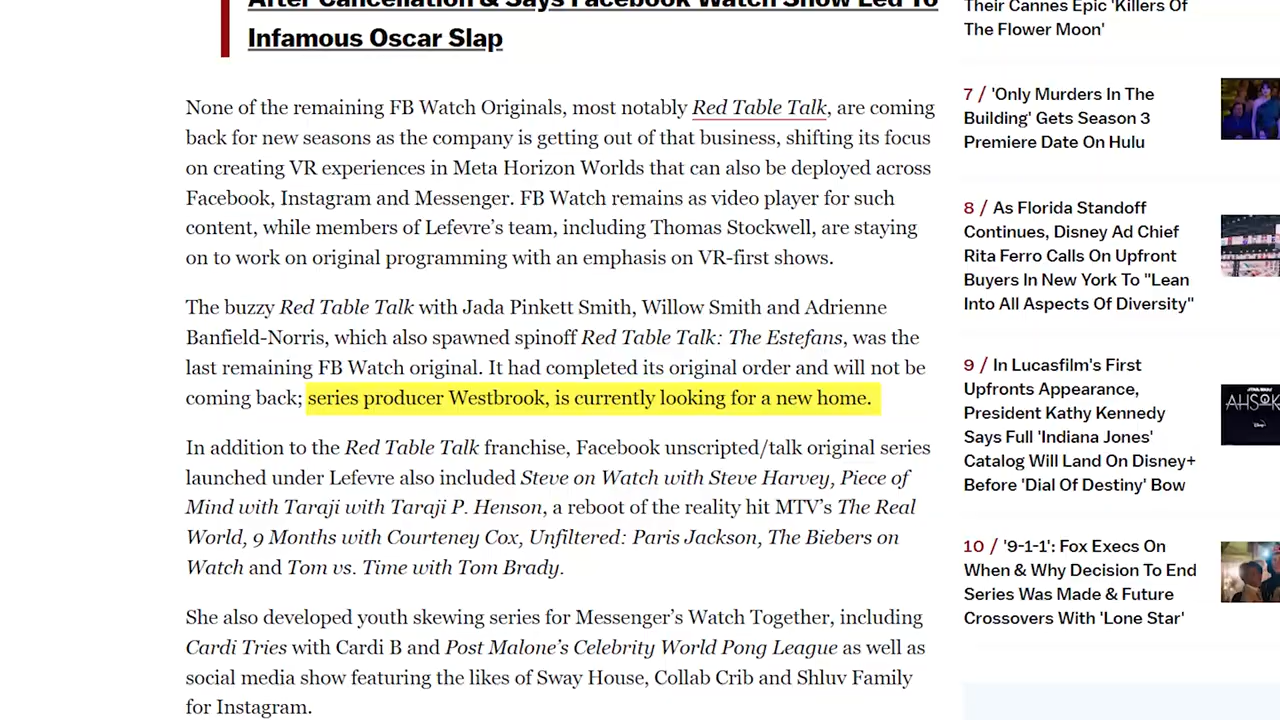 After Cancellation & Says Facebook Watch Show Led To
Infamous Oscar Slap
None of the remaining FB Watch Originals, most notably Red Table Talk, are coming
back for new seasons as the company is getting out of that business, shifting its focus
on creating VR experiences in Meta Horizon Worlds that can also be deployed across
Facebook, Instagram and Messenger. FB Watch remains as video player for such
content, while members of Lefevre’s team, including Thomas Stockwell, are staying
on to work on original programming with an emphasis on VR-first shows.
The buzzy Red Table Talk with Jada Pinkett Smith, Willow Smith and Adrienne
Banfield-Norris, which also spawned spinoff Red Table Talk: The Estefans, was the
last remaining FB Watch original. It had completed its original order and will not be
coming back; series producer Westbrook, is currently looking for a new home.
In addition to the Red Table Talk franchise, Facebook unscripted/talk original series
launched under Lefevre also included Steve on Watch with Steve Harvey, Piece of
Mind with Taraji with Taraji P. Henson, a reboot of the reality hit MTV’s The Real
World, 9 Months with Courteney Cox, Unfiltered: Paris Jackson, The Biebers on
Watch and Tom vs. Time with Tom Brady.
She also developed youth skewing series for Messenger’s Watch Together, including
Cardi Tries with Cardi B and Post Malone’s Celebrity World Pong League as well as
social media show featuring the likes of Sway House, Collab Crib and Shluv Family
for Instagram.
Their Cannes Epic 'Killers Of
The Flower Moon'
7 / 'Only Murders In The
Building' Gets Season 3
Premiere Date On Hulu
8 / As Florida Standoff
Continues, Disney Ad Chief
Rita Ferro Calls On Upfront
Buyers In New York To "Lean
Into All Aspects Of Diversity"
9 / In Lucasfilm's First
Upfronts Appearance,
President Kathy Kennedy
Says Full 'Indiana Jones'
Catalog Will Land On Disney+
Before 'Dial Of Destiny' Bow
STAR WARS
AHSOK
Disney+
10 / '9-1-1': Fox Execs On
When & Why Decision To End
Series Was Made & Future
Crossovers With 'Lone Star'